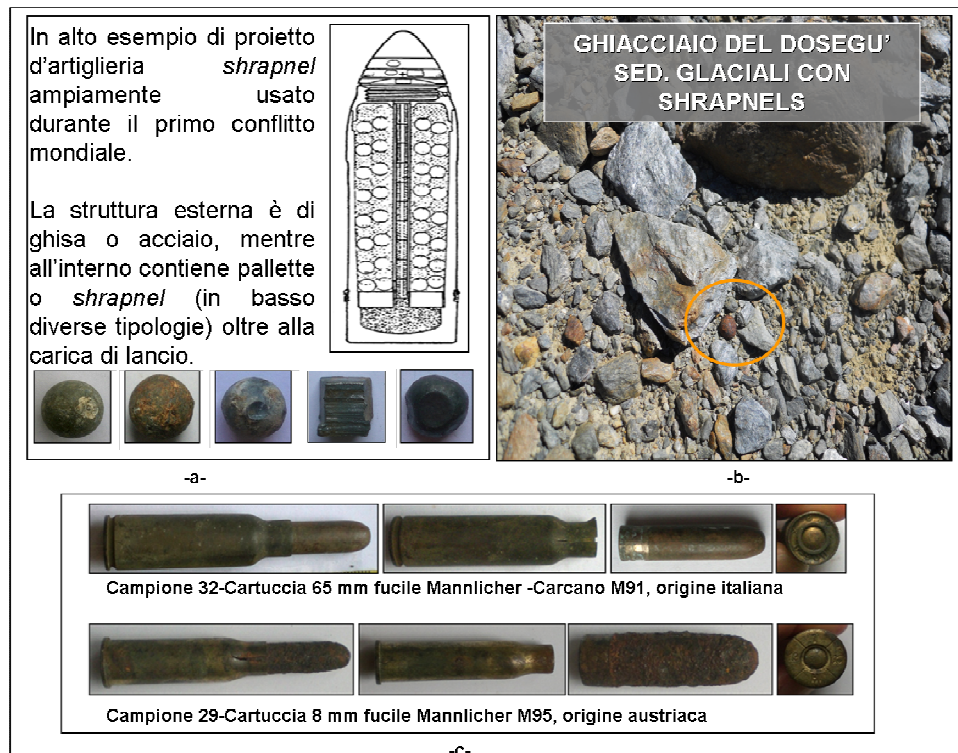 In alto esempio di proietto
d'artiglieria shrapnel
ampiamente usato
durante il primo conflitto
mondiale.
La struttura esterna è di
ghisa o acciaio, mentre
all'interno contiene pallette
o shrapnel (in basso
diverse tipologie) oltre alla
carica di lancio.
GHIACCIAIO DEL DOSEGU'
SED. GLACIALI CON
SHRAPNELS
-a-
-b-
Campione 32-Cartuccia 65 mm fucile Mannlicher -Carcano M91, origine italiana
Campione 29-Cartuccia 8 mm fucile Mannlicher M95, origine austriaca
-c-